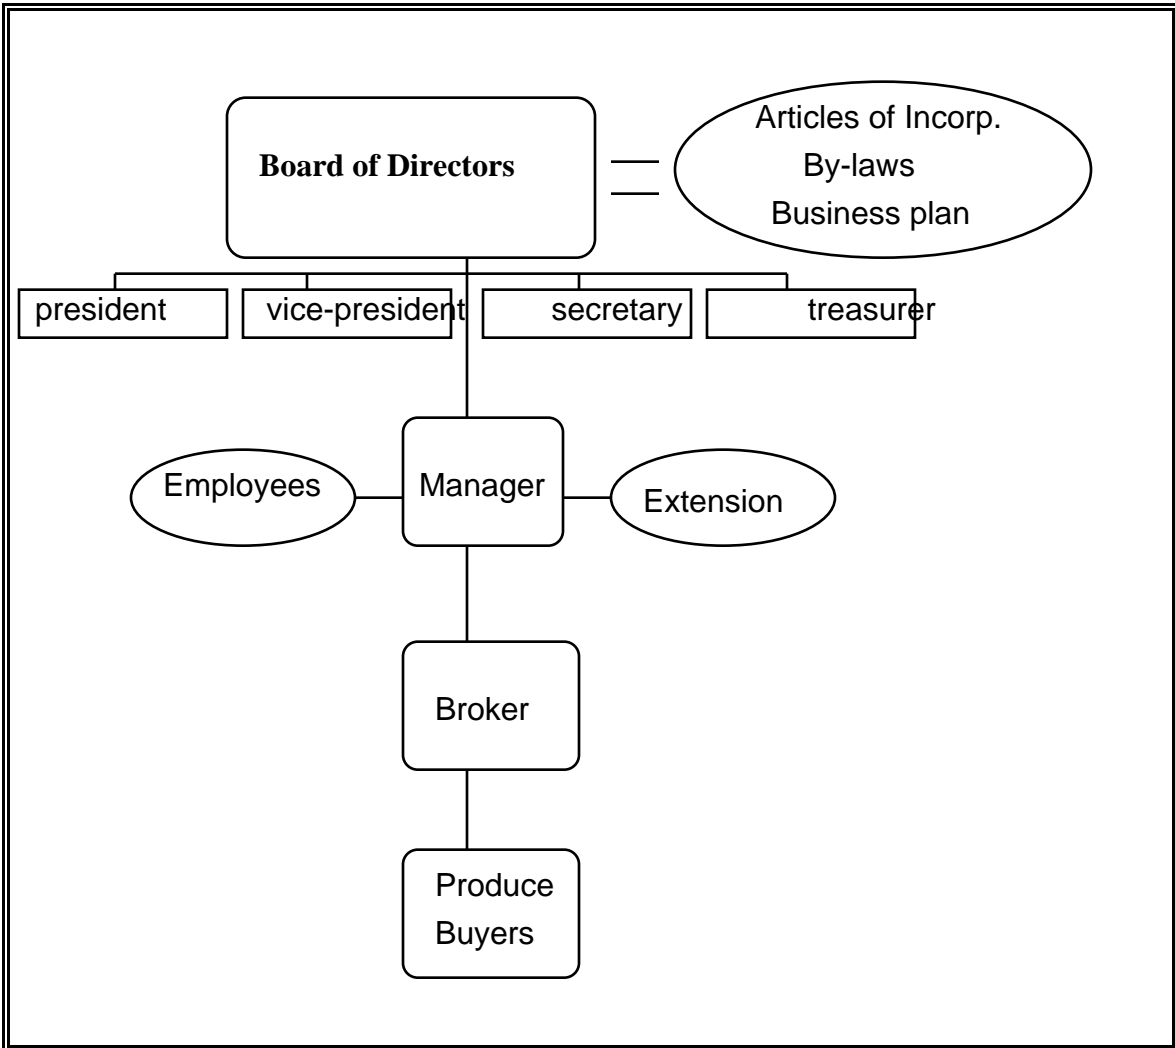 Board of Directors
Articles of Incorp.
By-laws
Business plan
president
vice-president
secretary
treasurer
Employees
Manager
Extension
Broker
Produce
Buyers